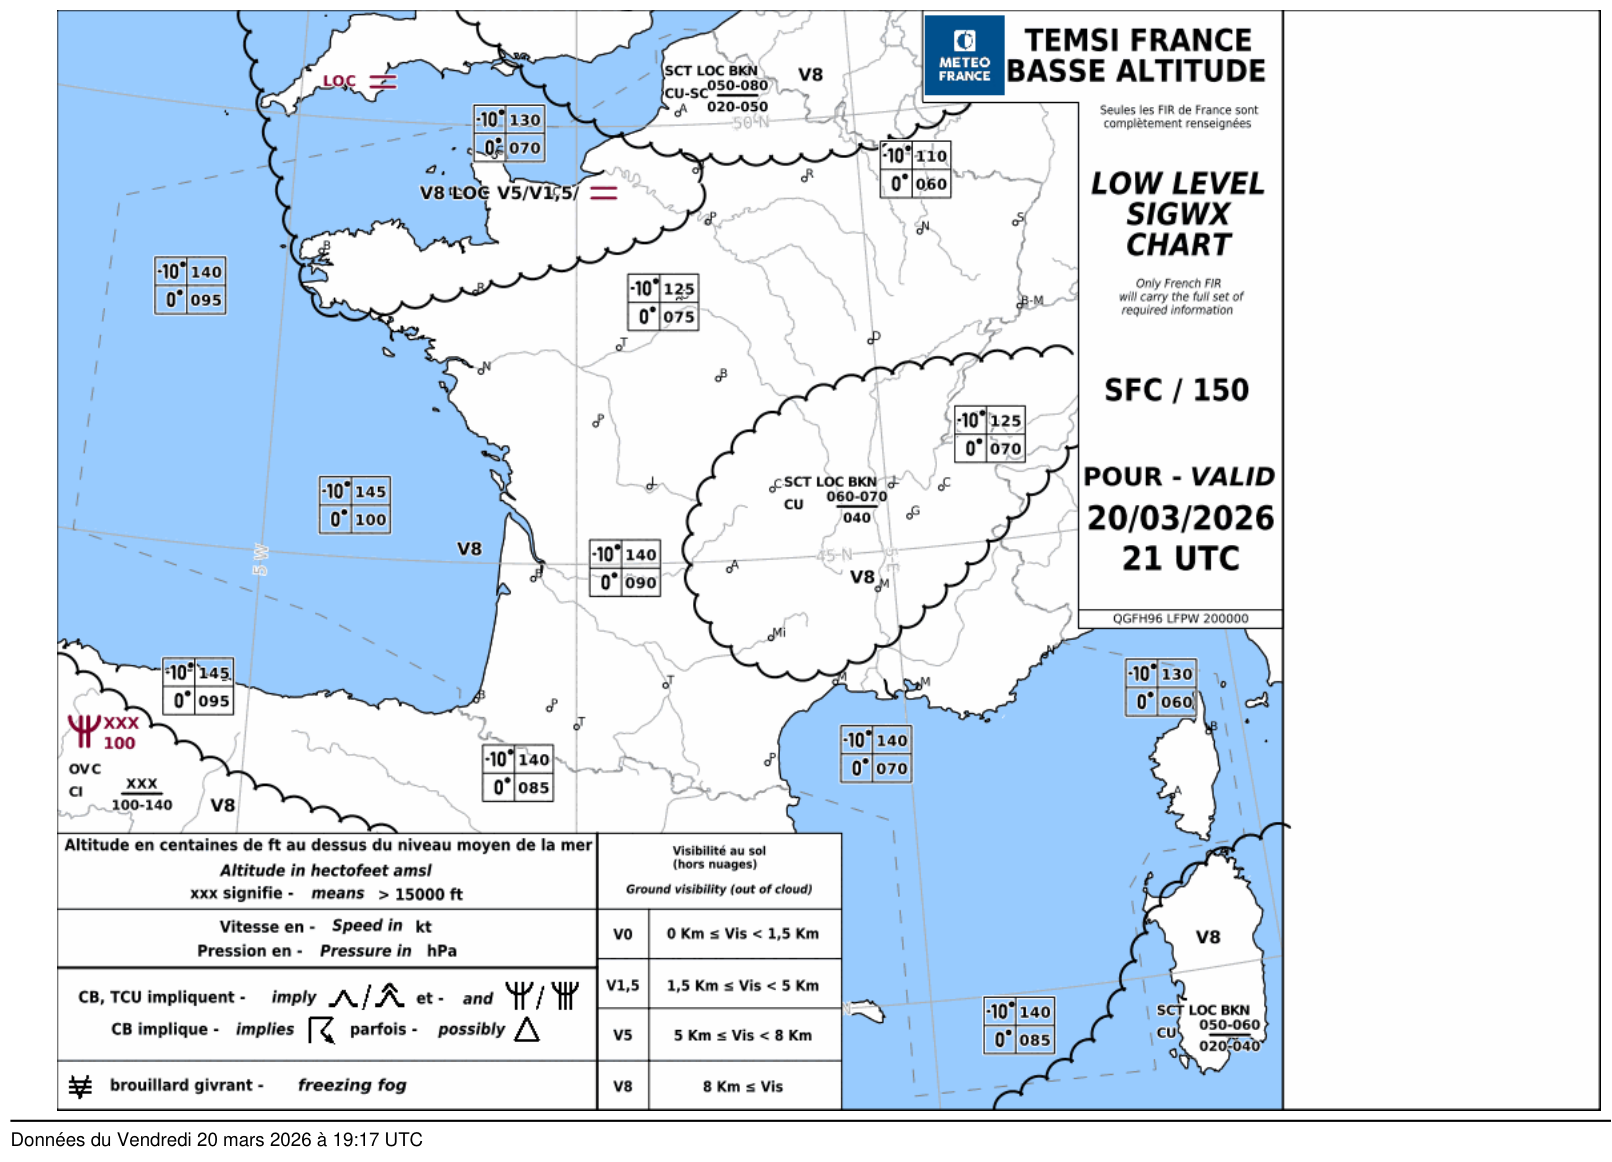 METEO
FRANCE
TEMSI FRANCE
BASSE ALTITUDE
Seules les FIR de France sont
complètement renseignées
LOW LEVEL
SIGWX
CHART
Only French FIR
will carry the full set of
required information
SFC / 150
POUR - VALID
20/03/2026
21 UTC
QGFH96 LFPW 200000
LOC
SCT LOC BKN
CU-SC 050-080
020-050
V8
A
50°N
-10° 130
0° 070
V8 LOC V5/V1,5/
R
-10° 110
0° 060
P
N
S
B
-10° 140
0° 095
R
-10° 125
0° 075
B-M
T
D
N
B
P
-10° 125
0° 070
-10° 145
0° 100
L
C
SCT LOC BKN
CU 060-070
040
L
C
G
V8
5 W
-10° 140
0° 090
45 N
A
B
V8
M
Mi
N
-10° 145
0° 095
B
P
T
T
M
M
-10° 130
0° 060
B
XXX
100
OVC
CI
XXX
100-140
V8
-10° 140
0° 085
P
-10° 140
0° 070
A
V8
SCT LOC BKN
CU 050-060
020-040
-10° 140
0° 085
Altitude en centaines de ft au dessus du niveau moyen de la mer
Altitude in hectofeet amsl
xxx signifie - means > 15000 ft
Vitesse en - Speed in kt
Pression en - Pressure in hPa
CB, TCU impliquent - imply / et - and /
CB implique - implies parfois - possibly
brouillard givrant - freezing fog
Visibilité au sol
(hors nuages)
Ground visibility (out of cloud)
V0 0 Km ≤ Vis < 1,5 Km
V1,5 1,5 Km ≤ Vis < 5 Km
V5 5 Km ≤ Vis < 8 Km
V8 8 Km ≤ Vis
Données du Vendredi 20 mars 2026 à 19:17 UTC